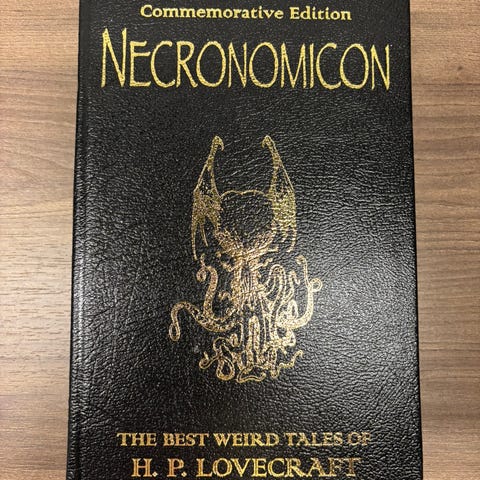 Commemorative Edition
NECRONOMICON
THE BEST WEIRD TALES OF
H. P. LOVECRAFT